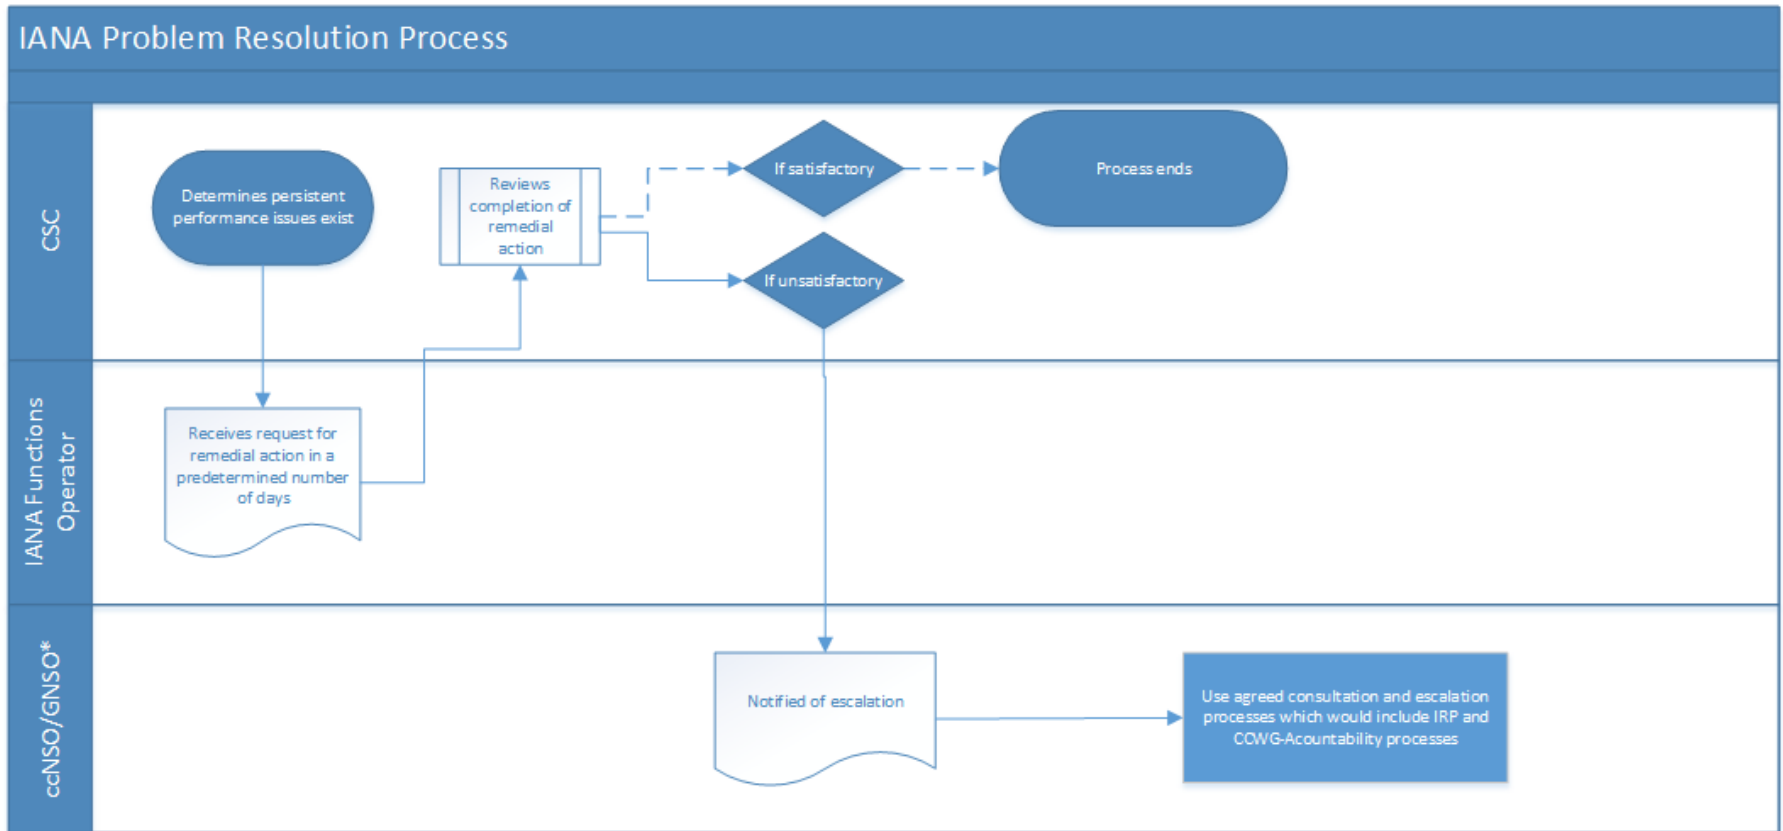 IANA Problem Resolution Process
CSC
Determines persistent
performance issues exist
Reviews
completion of
remedial
action
If satisfactory
Process ends
If unsatisfactory
IANA Functions
Operator
Receives request for
remedial action in a
predetermined number
of days
ccNSO/GNSO*
Notified of escalation
Use agreed consultation and escalation
processes which would include IRP and
CCWG-Acountability processes